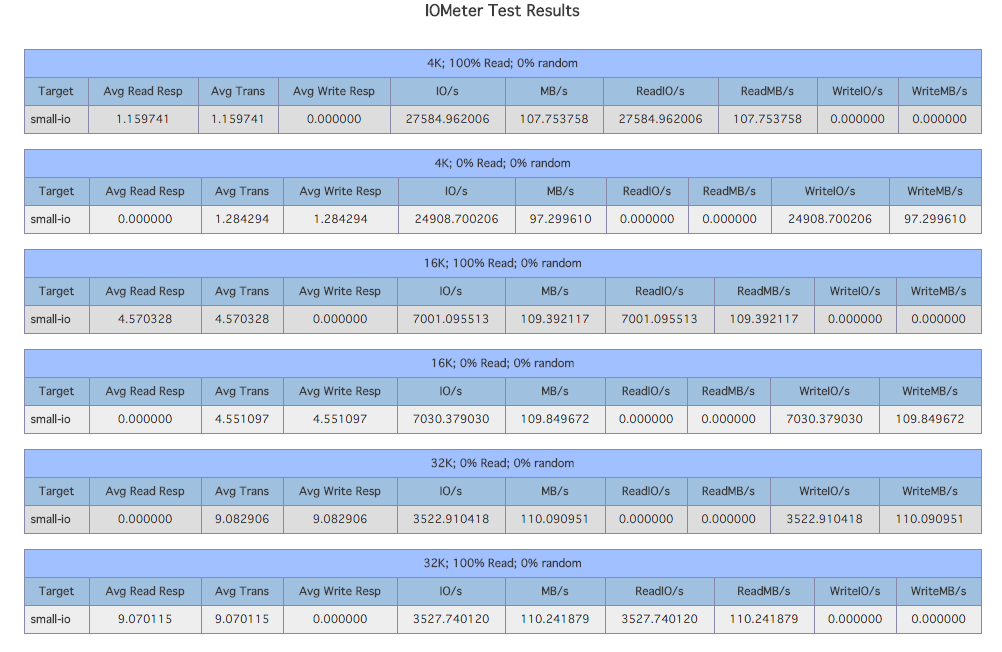 IOMeter Test Results
4K; 100% Read; 0% random
Target Avg Read Resp Avg Trans Avg Write Resp IO/s MB/s ReadIO/s ReadMB/s WriteIO/s WriteMB/s
small-io 1.159741 1.159741 0.000000 27584.962006 107.753758 27584.962006 107.753758 0.000000 0.000000
4K; 0% Read; 0% random
Target Avg Read Resp Avg Trans Avg Write Resp IO/s MB/s ReadIO/s ReadMB/s WriteIO/s WriteMB/s
small-io 0.000000 1.284294 1.284294 24908.700206 97.299610 0.000000 0.000000 24908.700206 97.299610
16K; 100% Read; 0% random
Target Avg Read Resp Avg Trans Avg Write Resp IO/s MB/s ReadIO/s ReadMB/s WriteIO/s WriteMB/s
small-io 4.570328 4.570328 0.000000 7001.095513 109.392117 7001.095513 109.392117 0.000000 0.000000
16K; 0% Read; 0% random
Target Avg Read Resp Avg Trans Avg Write Resp IO/s MB/s ReadIO/s ReadMB/s WriteIO/s WriteMB/s
small-io 0.000000 4.551097 4.551097 7030.379030 109.849672 0.000000 0.000000 7030.379030 109.849672
32K; 0% Read; 0% random
Target Avg Read Resp Avg Trans Avg Write Resp IO/s MB/s ReadIO/s ReadMB/s WriteIO/s WriteMB/s
small-io 0.000000 9.082906 9.082906 3522.910418 110.090951 0.000000 0.000000 3522.910418 110.090951
32K; 100% Read; 0% random
Target Avg Read Resp Avg Trans Avg Write Resp IO/s MB/s ReadIO/s ReadMB/s WriteIO/s WriteMB/s
small-io 9.070115 9.070115 0.000000 3527.740120 110.241879 3527.740120 110.241879 0.000000 0.000000